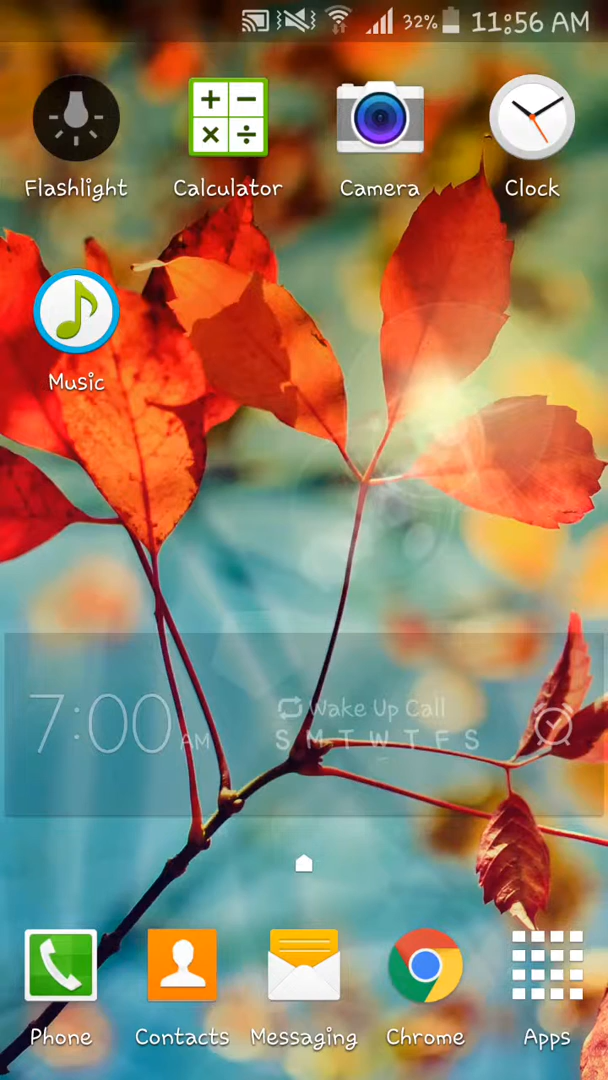 32% 11:56 AM
Flashlight Calculator Camera Clock
Music
7:00 AM Wake Up Call
S M T W T F S
Phone Contacts Messaging Chrome Apps